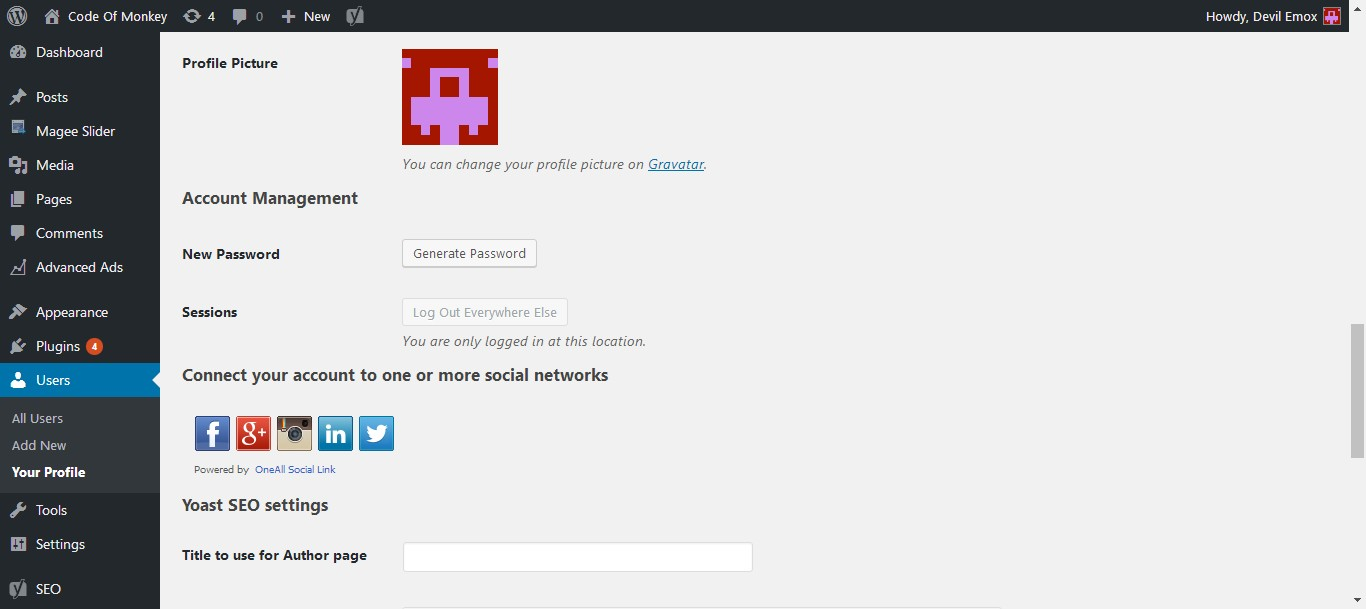 Code Of Monkey 4 0 New Howdy, Devil Emox
Dashboard
Posts
Magee Slider
Media
Pages
Comments
Advanced Ads
Appearance
Plugins 4
Users
All Users
Add New
Your Profile
Tools
Settings
SEO
Profile Picture
You can change your profile picture on Gravatar.
Account Management
New Password Generate Password
Sessions Log Out Everywhere Else
You are only logged in at this location.
Connect your account to one or more social networks
f g+ in
Powered by OneAll Social Link
Yoast SEO settings
Title to use for Author page